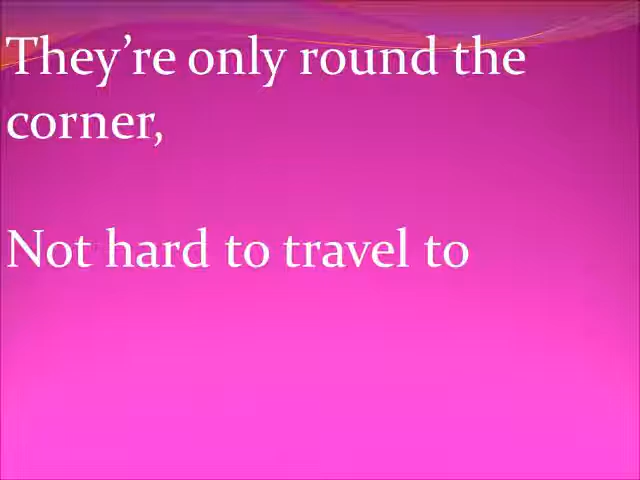 They’re only round the
corner,
Not hard to travel to